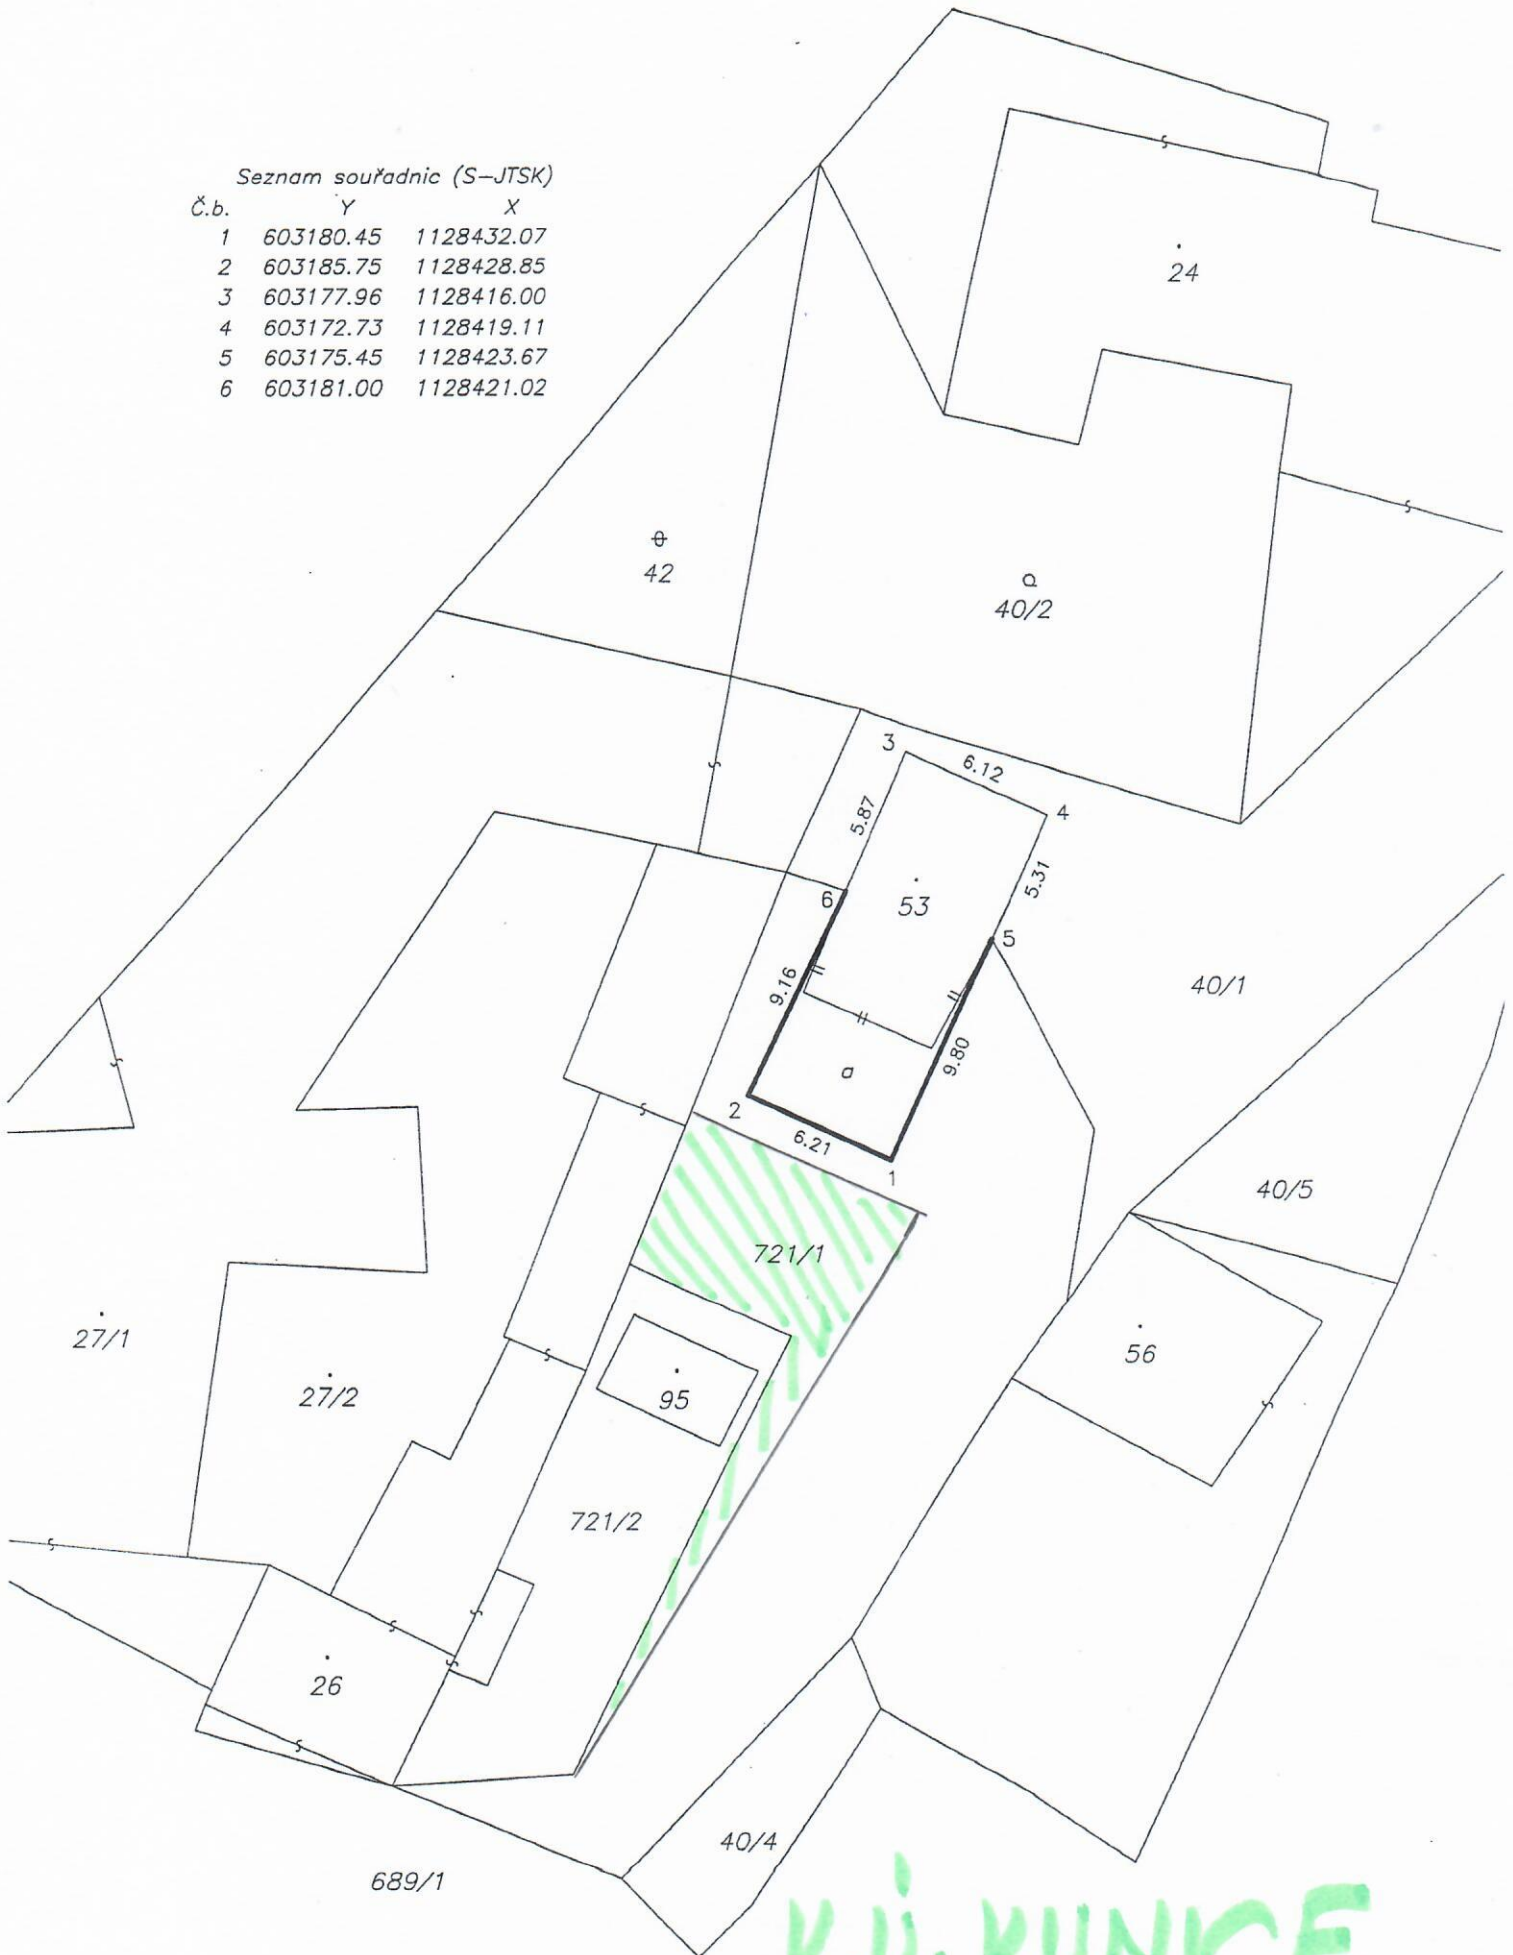 Seznam souřadnic (S-JTSK)
Č.b. Y X
1 603180.45 1128432.07
2 603185.75 1128428.85
3 603177.96 1128416.00
4 603172.73 1128419.11
5 603175.45 1128423.67
6 603181.00 1128421.02
24
42
40/2
3
6.12
4
5.87
5.31
6
53
5
40/1
9.16
9.80
a
2
6.21
1
40/5
721/1
27/1
56
27/2
95
721/2
26
40/4
689/1
K.Ú. KUNICE